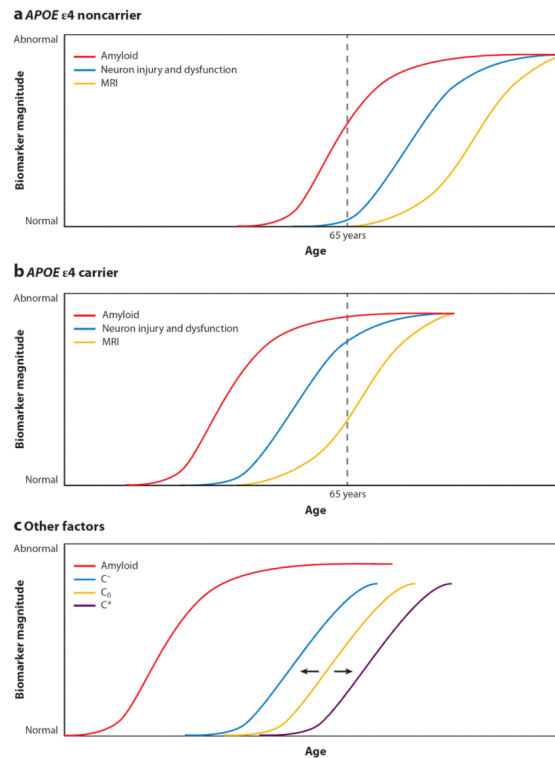 a APOE ε4 noncarrier
Abnormal
Amyloid
Neuron injury and dysfunction
MRI
Biomarker magnitude
Normal
65 years
Age
b APOE ε4 carrier
Abnormal
Amyloid
Neuron injury and dysfunction
MRI
Biomarker magnitude
Normal
65 years
Age
c Other factors
Abnormal
Amyloid
C⁻
C₀
C*
Biomarker magnitude
Normal
Age